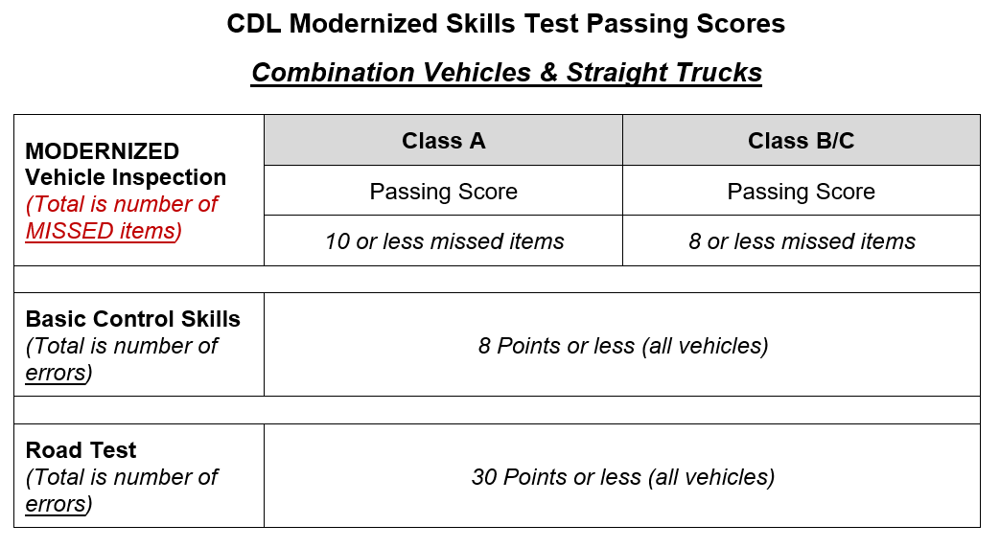 CDL Modernized Skills Test Passing Scores
Combination Vehicles & Straight Trucks
MODERNIZED
Vehicle Inspection
(Total is number of
MISSED items)
Class A
Class B/C
Passing Score
Passing Score
10 or less missed items
8 or less missed items
Basic Control Skills
(Total is number of
errors)
8 Points or less (all vehicles)
Road Test
(Total is number of
errors)
30 Points or less (all vehicles)